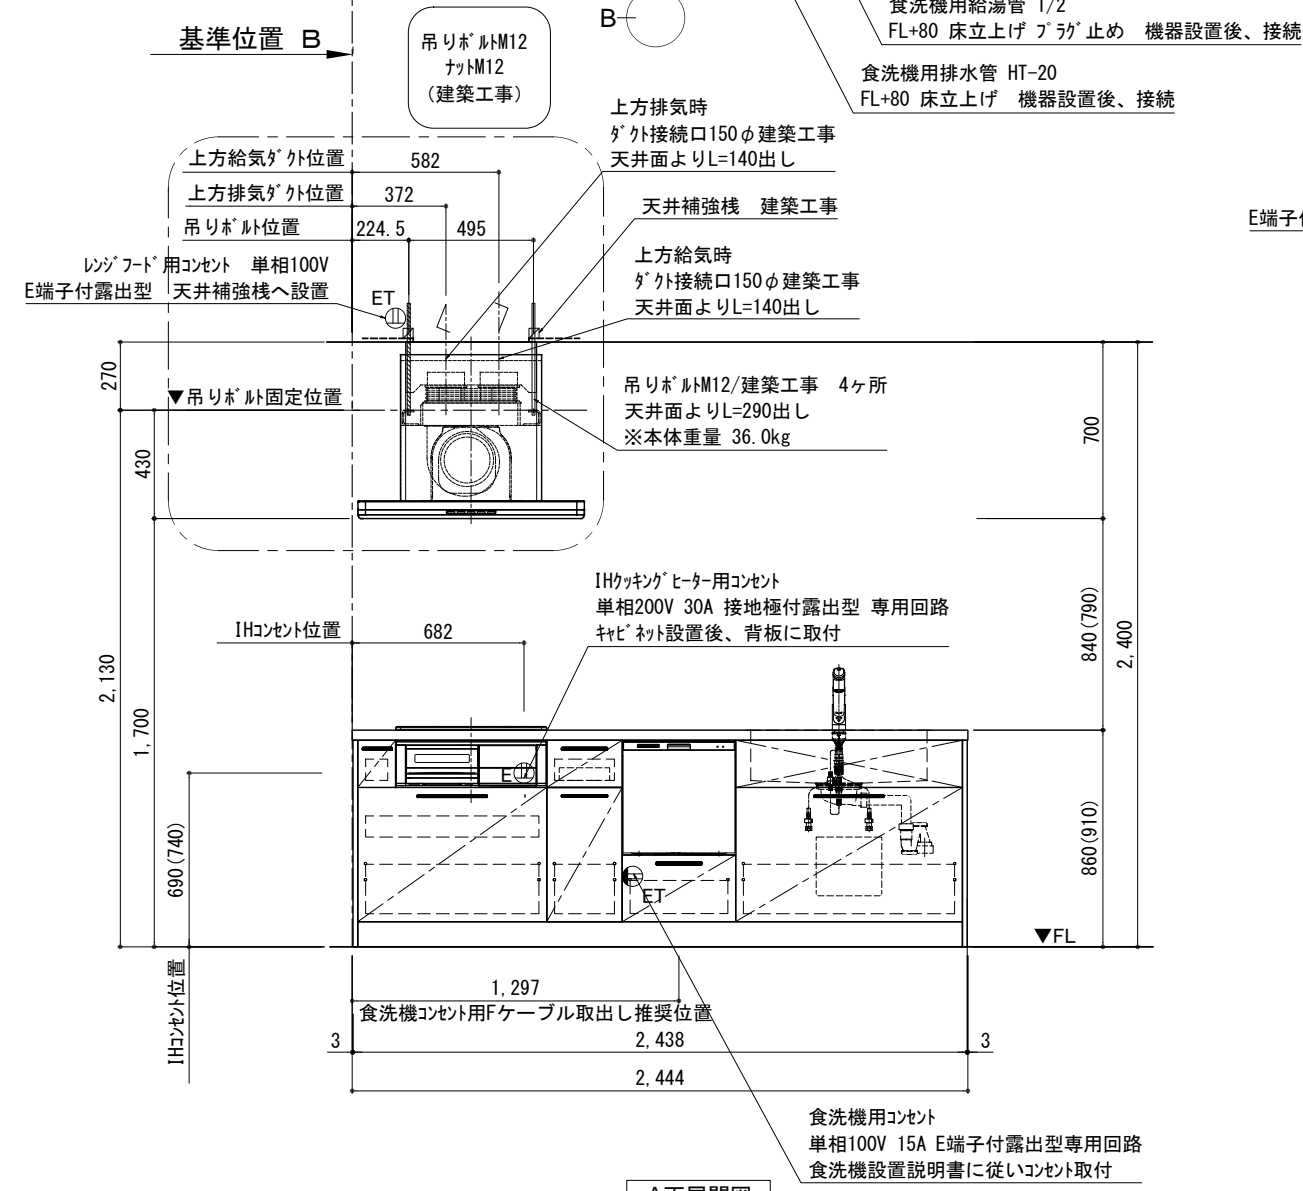 食洗機用給湯管 1/2
FL+80 床立上げ ﾌﾟﾗｸﾞ止め 機器設置後、接続
食洗機用排水管 HT-20
FL+80 床立上げ 機器設置後、接続
基準位置 B
吊りﾎﾞﾙﾄM12
ﾅｯﾄM12
(建築工事)
B
上方排気時
ﾀﾞｸﾄ接続口150φ建築工事
天井面よりL=140出し
上方給気ﾀﾞｸﾄ位置
582
上方排気ﾀﾞｸﾄ位置
372
天井補強桟 建築工事
吊りﾎﾞﾙﾄ位置
224.5
495
上方給気時
ﾀﾞｸﾄ接続口150φ建築工事
天井面よりL=140出し
ﾚﾝｼﾞﾌｰﾄﾞ用ｺﾝｾﾝﾄ 単相100V
E端子付露出型 天井補強桟へ設置
ET
270
▼吊りﾎﾞﾙﾄ固定位置
吊りﾎﾞﾙﾄM12/建築工事 4ヶ所
天井面よりL=290出し
※本体重量 36.0kg
700
430
IHｸｯｷﾝｸﾞﾋｰﾀｰ用ｺﾝｾﾝﾄ
単相200V 30A 接地極付露出型 専用回路
ｷｬﾋﾞﾈｯﾄ設置後、背板に取付
IHｺﾝｾﾝﾄ位置
682
840(790)
2,400
2,130
1,700
E
690(740)
860(910)
ET
▼FL
IHｺﾝｾﾝﾄ位置
1,297
食洗機ｺﾝｾﾝﾄ用Fケーブル取出し推奨位置
3
2,438
3
2,444
食洗機用ｺﾝｾﾝﾄ
単相100V 15A E端子付露出型専用回路
食洗機設置説明書に従いｺﾝｾﾝﾄ取付